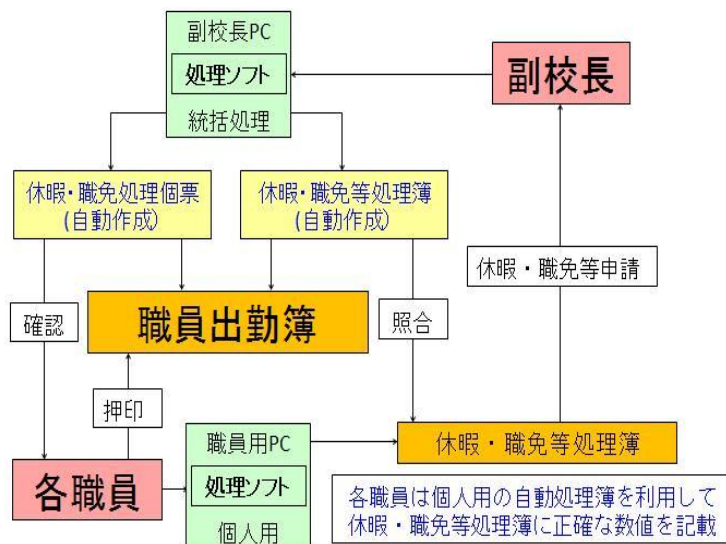 副校長PC
処理ソフト
統括処理
副校長
休暇・職免処理個票
(自動作成)
休暇・職免等処理簿
(自動作成)
休暇・職免等申請
確認
職員出勤簿
照合
押印
職員用PC
処理ソフト
個人用
休暇・職免等処理簿
各職員
各職員は個人用の自動処理簿を利用して
休暇・職免等処理簿に正確な数値を記載